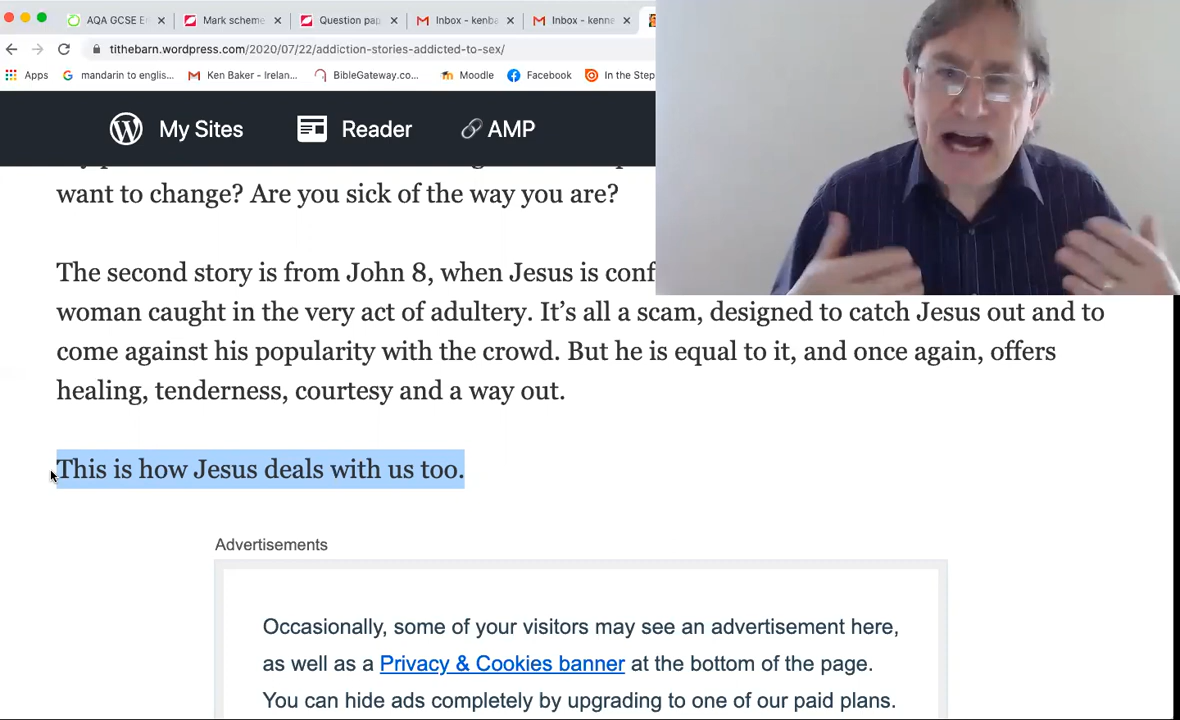 AQA GCSE E
Mark scheme
Question pap
Inbox - kenba
Inbox - kenne
tithebarn.wordpress.com/2020/07/22/addiction-stories-addicted-to-sex/
Apps
mandarin to englis...
Ken Baker - Irelan...
BibleGateway.co...
Moodle
Facebook
In the Step
My Sites
Reader
AMP
want to change? Are you sick of the way you are?
The second story is from John 8, when Jesus is conf
woman caught in the very act of adultery. It’s all a scam, designed to catch Jesus out and to
come against his popularity with the crowd. But he is equal to it, and once again, offers
healing, tenderness, courtesy and a way out.
This is how Jesus deals with us too.
Advertisements
Occasionally, some of your visitors may see an advertisement here,
as well as a Privacy & Cookies banner at the bottom of the page.
You can hide ads completely by upgrading to one of our paid plans.